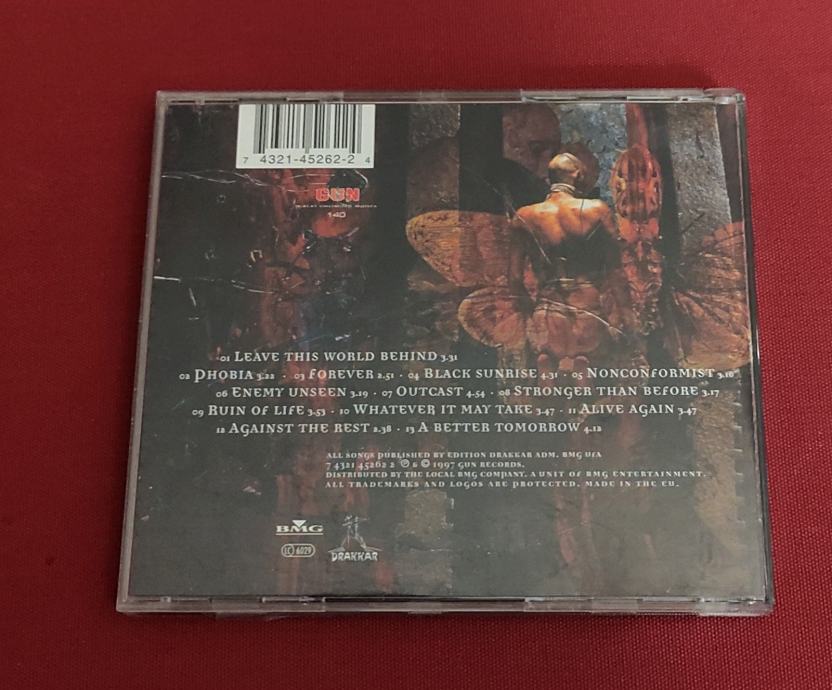 7 4321-45262-2 4
GUN
140
01 LEAVE THIS WORLD BEHIND 3.31
02 PHOBIA 3.22 · 03 FOREVER 2.51 · 04 BLACK SUNRISE 4.31 · 05 NONCONFORMIST 3.18
06 ENEMY UNSEEN 3.19 · 07 OUTCAST 4.54 · 08 STRONGER THAN BEFORE 3.17
09 RUIN OF LIFE 3.53 · 10 WHATEVER IT MAY TAKE 3.47 · 11 ALIVE AGAIN 3.47
12 AGAINST THE REST 2.38 · 13 A BETTER TOMORROW 4.12
ALL SONGS PUBLISHED BY EDITION DRAKKAR ADM. BMG UFA
7 4321 45262 2 ℗ & © 1997 GUN RECORDS.
DISTRIBUTED BY THE LOCAL BMG COMPANY. A UNIT OF BMG ENTERTAINMENT.
ALL TRADEMARKS AND LOGOS ARE PROTECTED. MADE IN THE EU.
BMG
LC 6029
DRAKKAR